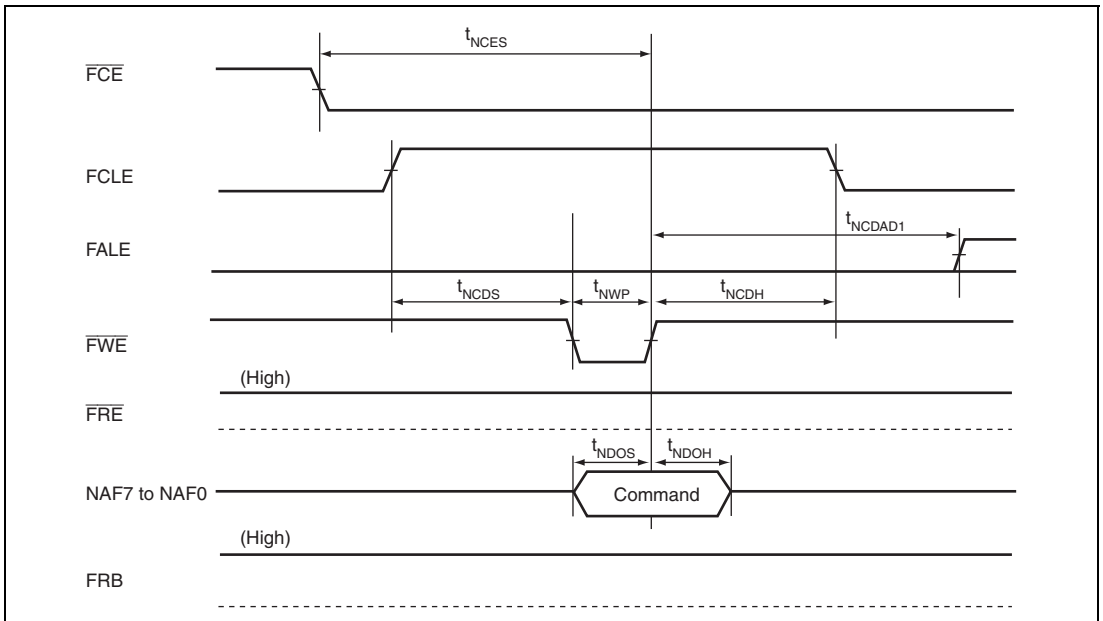 tNCES
FCE
FCLE
tNCDAD1
FALE
tNCDS tNWP tNCDH
FWE
(High)
FRE
tNDOS tNDOH
NAF7 to NAF0 Command
(High)
FRB